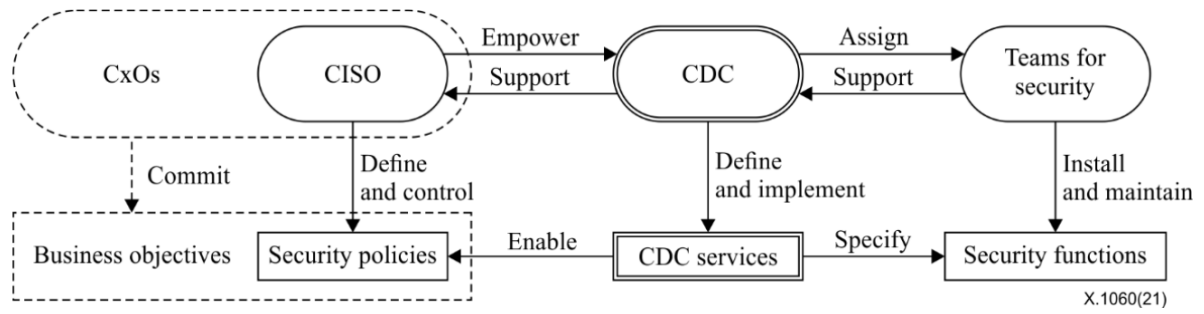 CxOs
CISO
Empower
Support
CDC
Assign
Support
Teams for
security
Commit
Define
and control
Define
and implement
Install
and maintain
Business objectives
Security policies
Enable
CDC services
Specify
Security functions
X.1060(21)